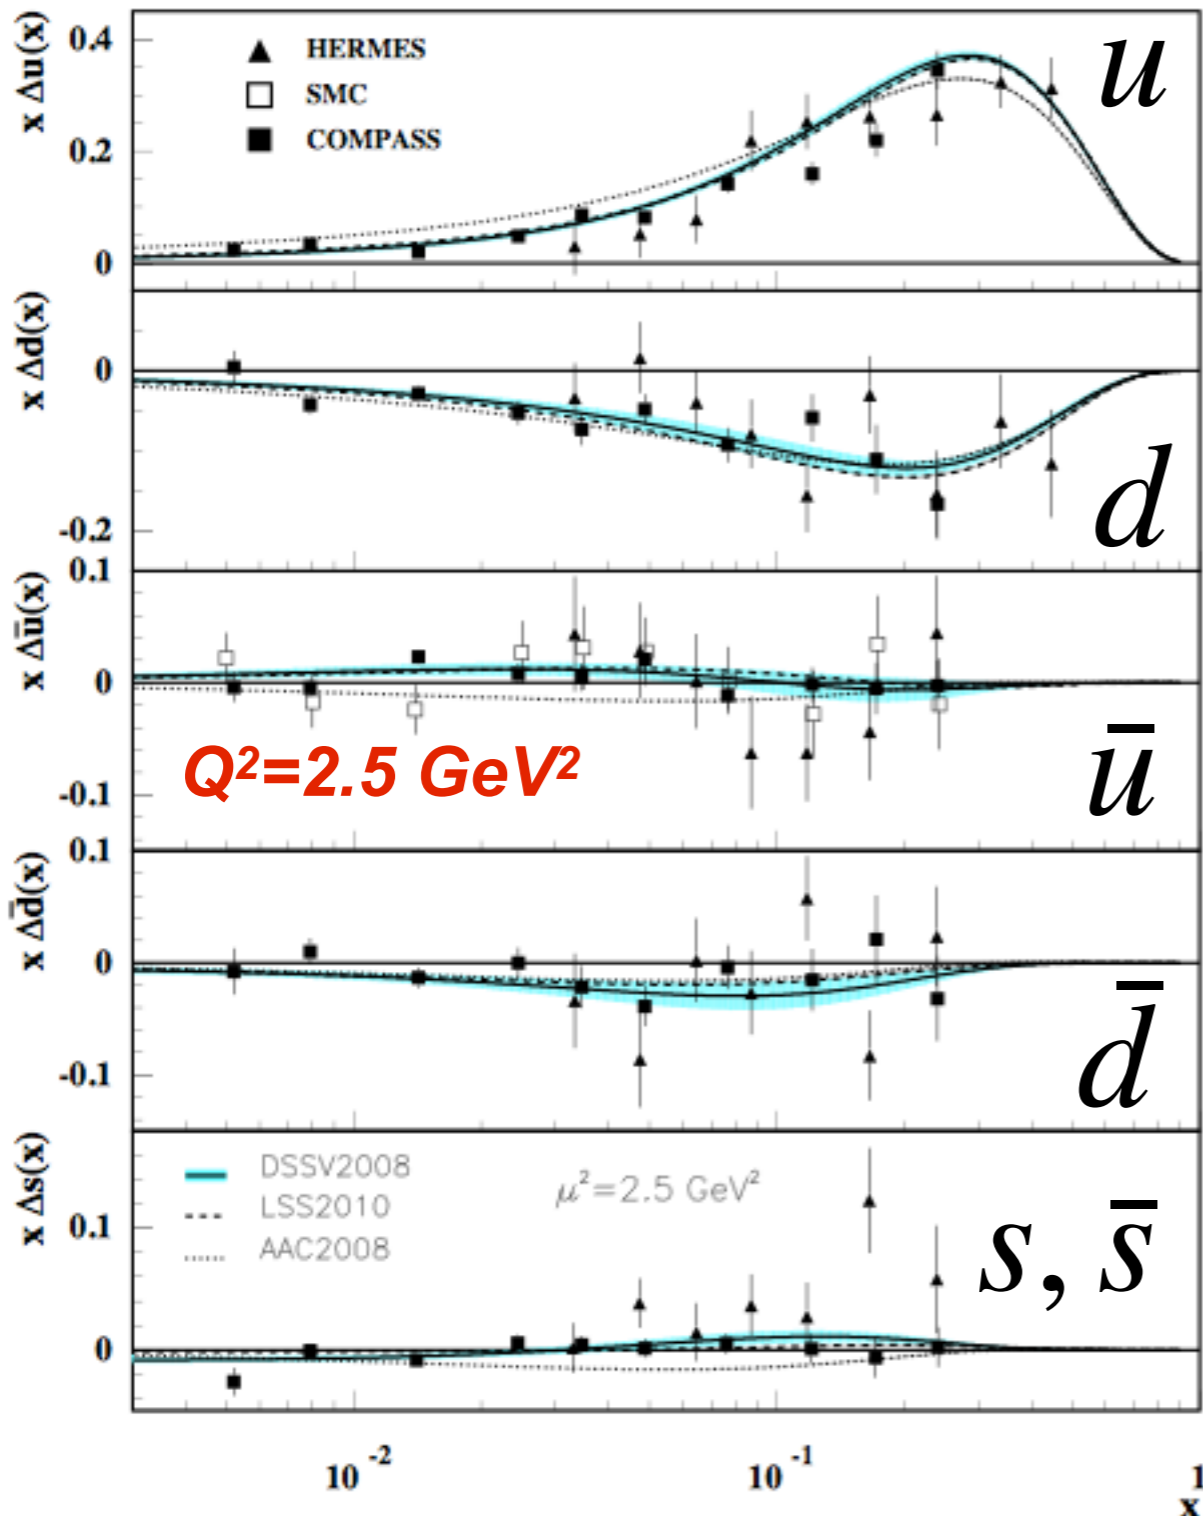 x Δu(x)
0.4
0.2
0
HERMES
SMC
COMPASS
u
x Δd(x)
0
-0.2
d
x Δū(x)
0.1
0
-0.1
Q²=2.5 GeV²
ū
x Δd̄(x)
0.1
0
-0.1
d̄
x Δs(x)
0.1
0
DSSV2008
LSS2010
AAC2008
μ²=2.5 GeV²
s, s̄
10⁻²
10⁻¹
1
x